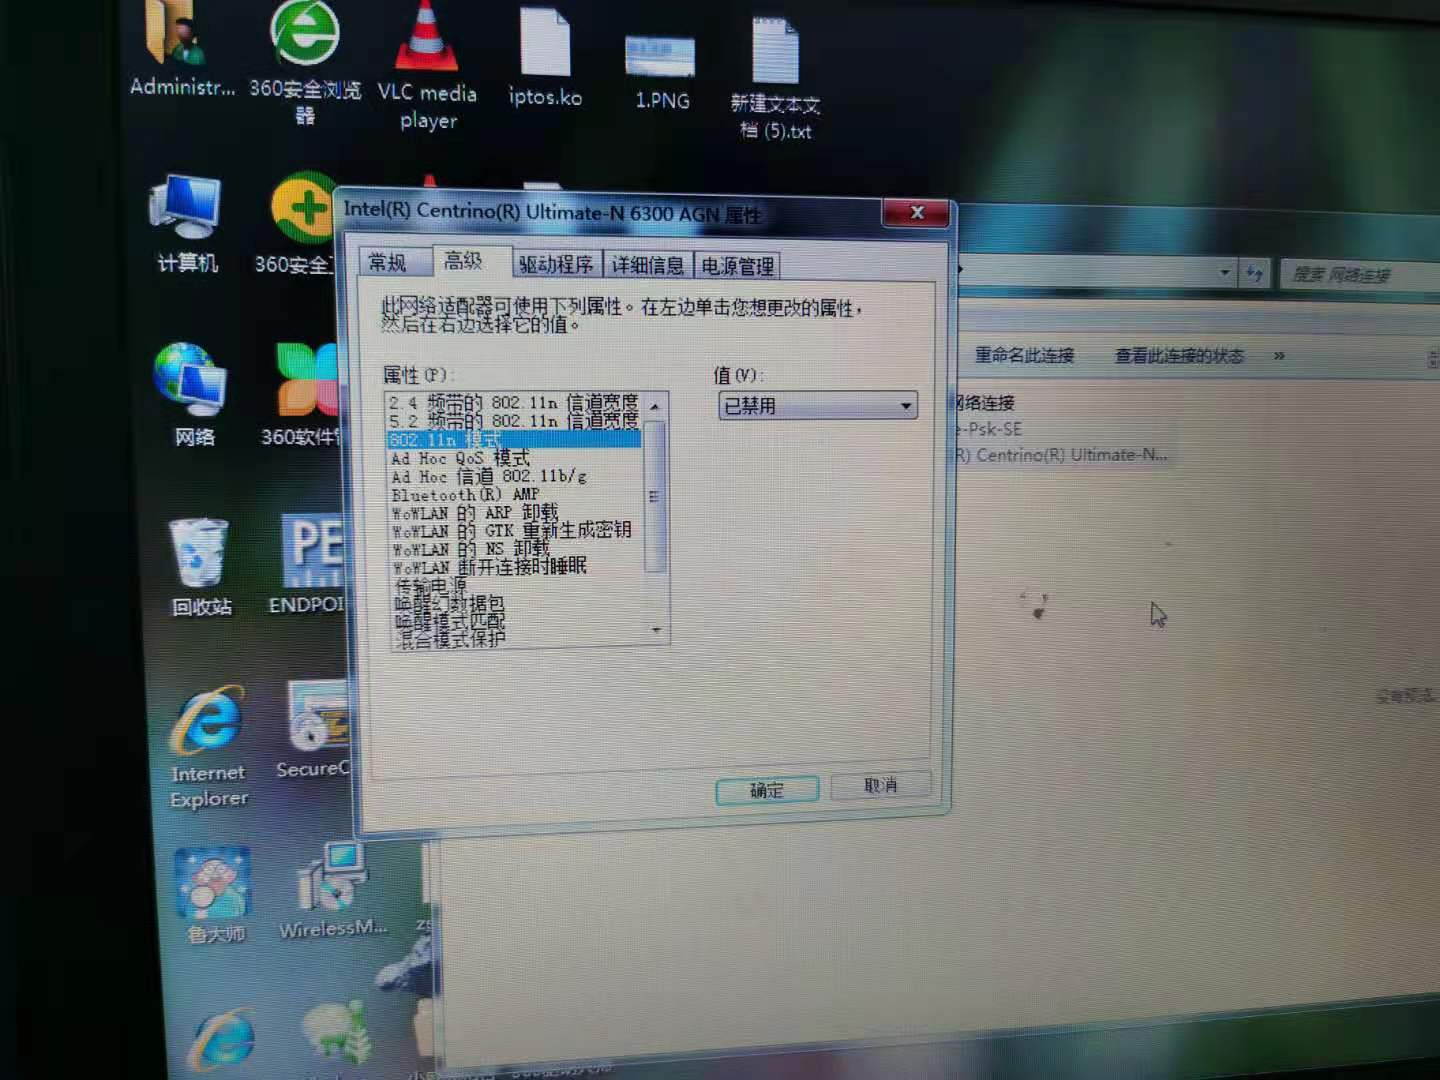 Administr...
360安全浏览
器
VLC media
player
iptos.ko
1.PNG
新建文本文
档 (5).txt
计算机
360安全
网络
360软件
回收站
PE
ENDPOI
Internet
Explorer
SecureC
鲁大师
WirelessM...
Intel(R) Centrino(R) Ultimate-N 6300 AGN 属性
常规
高级
驱动程序
详细信息
电源管理
此网络适配器可使用下列属性。在左边单击您想更改的属性，
然后在右边选择它的值。
属性(P):
值(V):
2.4 频带的 802.11n 信道宽度
5.2 频带的 802.11n 信道宽度
802.11n 模式
Ad Hoc QoS 模式
Ad Hoc 信道 802.11b/g
Bluetooth(R) AMP
WoWLAN 的 ARP 卸载
WoWLAN 的 GTK 重新生成密钥
WoWLAN 的 NS 卸载
WoWLAN 断开连接时睡眠
传输电源
唤醒幻数据包
唤醒模式匹配
混合模式保护
已禁用
确定
取消
搜索 网络连接
重命名此连接
查看此连接的状态
»
网络连接
e-Psk-SE
R) Centrino(R) Ultimate-N...